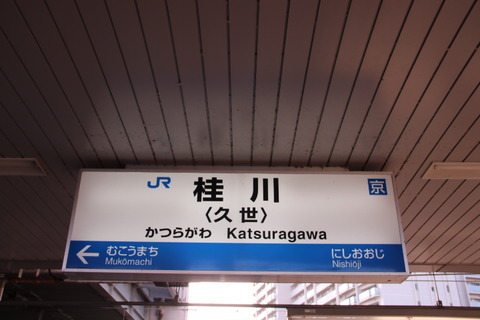 JR 桂川 京
〈久世〉
かつらがわ Katsuragawa
むこうまち にしおおじ
Mukōmachi Nishiōji